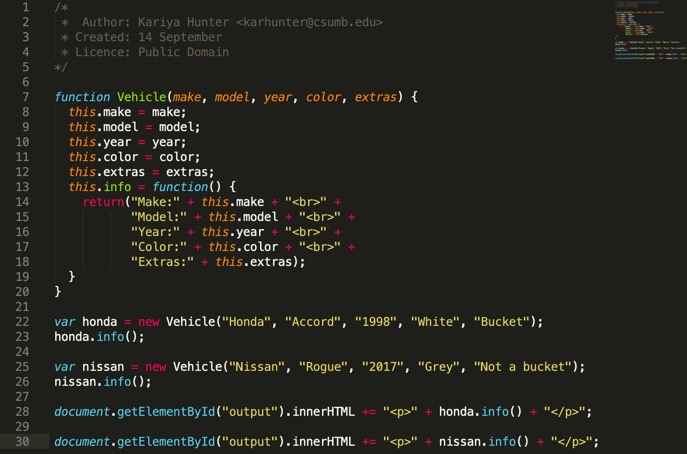 1 /*
2  *  Author: Kariya Hunter <karhunter@csumb.edu>
3  * Created: 14 September
4  * Licence: Public Domain
5 */
6
7 function Vehicle(make, model, year, color, extras) {
8   this.make = make;
9   this.model = model;
10   this.year = year;
11   this.color = color;
12   this.extras = extras;
13   this.info = function() {
14     return("Make:" + this.make + "<br>" +
15            "Model:" + this.model + "<br>" +
16            "Year:" + this.year + "<br>" +
17            "Color:" + this.color + "<br>" +
18            "Extras:" + this.extras);
19   }
20 }
21
22 var honda = new Vehicle("Honda", "Accord", "1998", "White", "Bucket");
23 honda.info();
24
25 var nissan = new Vehicle("Nissan", "Rogue", "2017", "Grey", "Not a bucket");
26 nissan.info();
27
28 document.getElementById("output").innerHTML += "<p>" + honda.info() + "</p>";
29
30 document.getElementById("output").innerHTML += "<p>" + nissan.info() + "</p>";